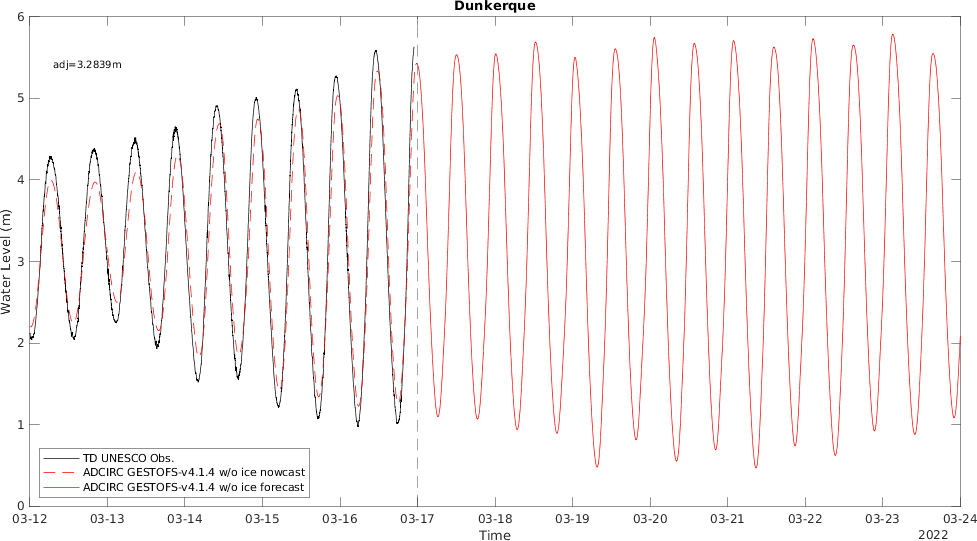 Dunkerque
6
5
4
3
2
1
0
Water Level (m)
adj=3.2839m
TD UNESCO Obs.
ADCIRC GESTOFS-v4.1.4 w/o ice nowcast
ADCIRC GESTOFS-v4.1.4 w/o ice forecast
03-12 03-13 03-14 03-15 03-16 03-17 03-18 03-19 03-20 03-21 03-22 03-23 03-24
Time
2022